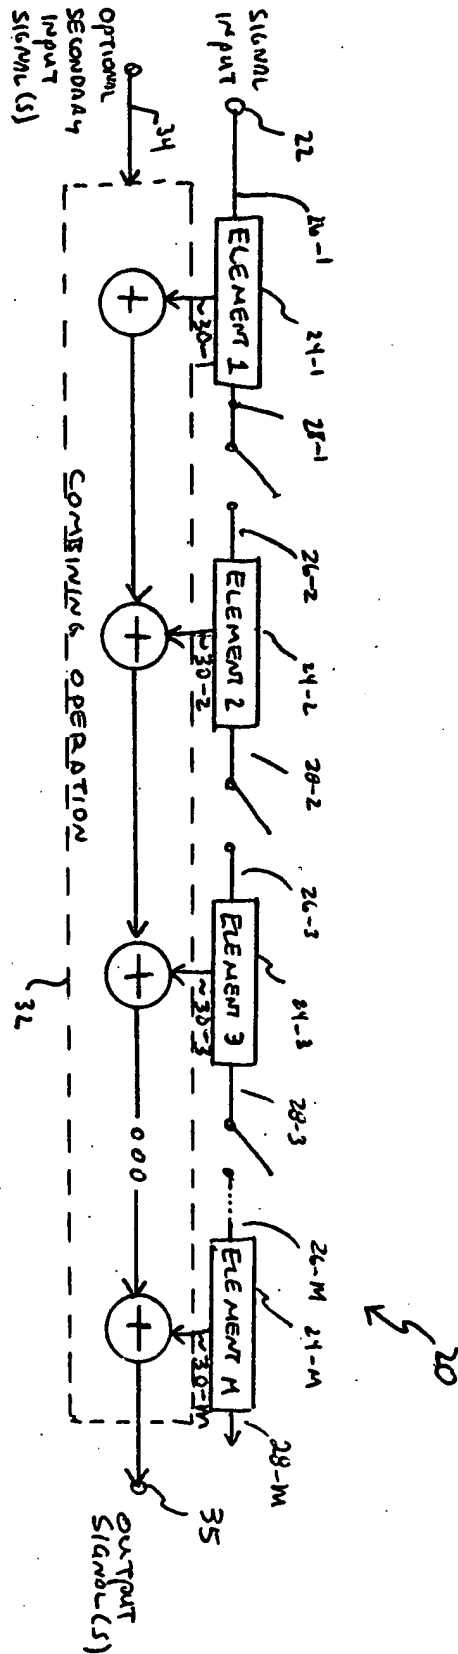 20
22
26-1
24-1
28-1
26-2
24-2
28-2
26-3
24-3
28-3
26-M
24-M
28-M
SIGNAL
INPUT
ELEMENT 1
ELEMENT 2
ELEMENT 3
ELEMENT M
~30-1
~30-2
~30-3
~30-M
34
OPTIONAL
SECONDARY
INPUT
SIGNAL(S)
+
+
+
000
+
35
OUTPUT
SIGNAL(S)
COMBINING OPERATION
32